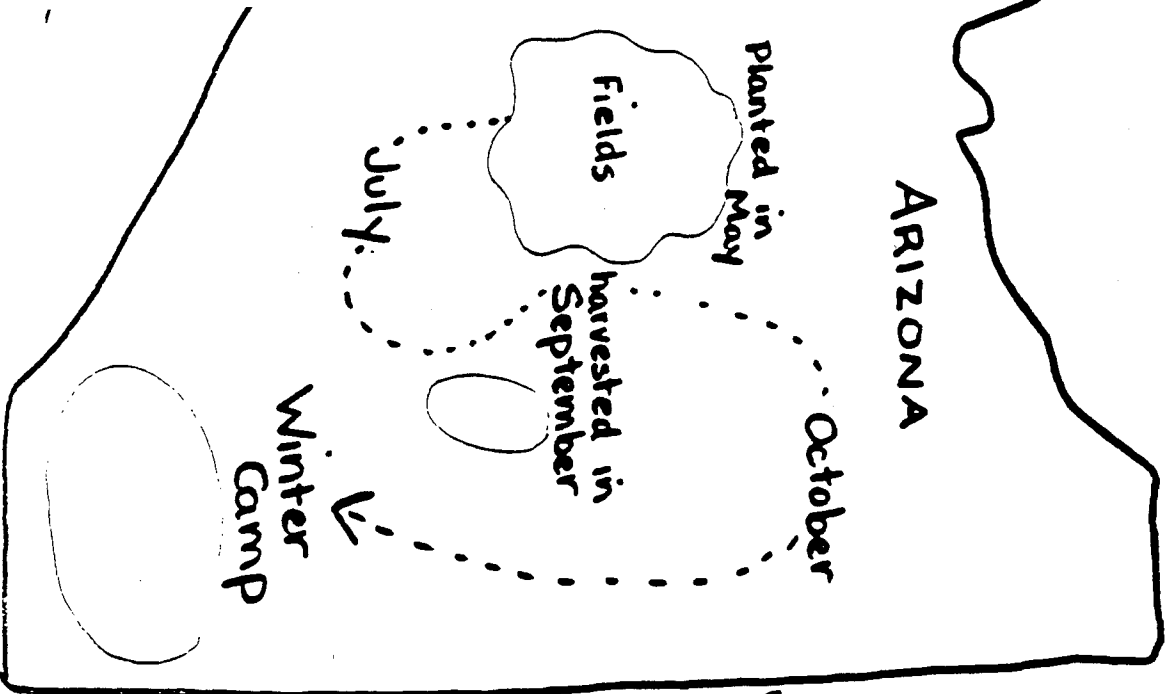 ARIZONA
Planted in
May
Fields
harvested in
September
July
October
Winter
Camp